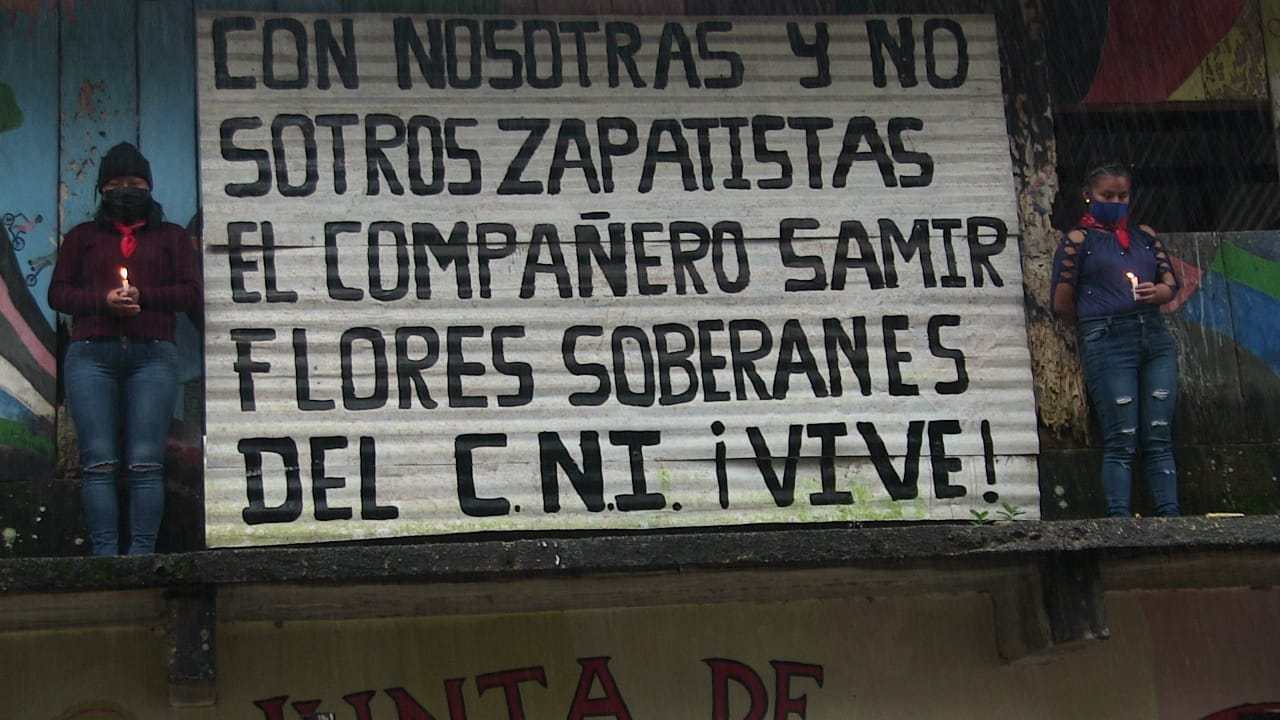 CON NOSOTRAS Y NO
SOTROS ZAPATISTAS
EL COMPAÑERO SAMIR
FLORES SOBERANES
DEL C.N.I. ¡VIVE!
JUNTA DE